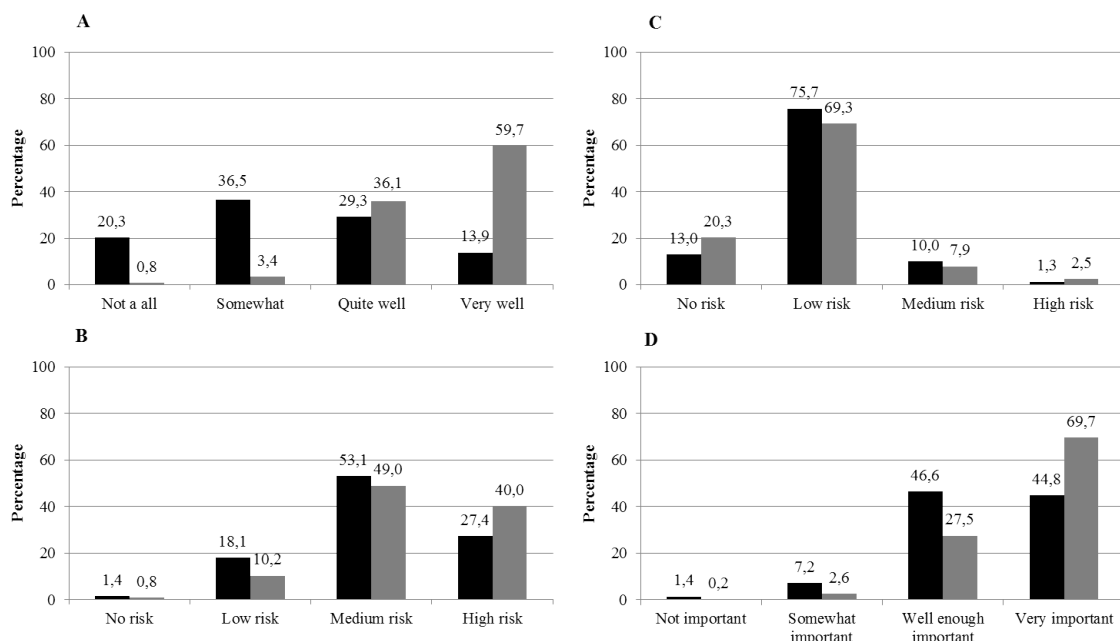 A
Percentage
100
80
60
40
20
0
20,3
0,8
36,5
3,4
29,3
36,1
13,9
59,7
Not a all
Somewhat
Quite well
Very well
C
Percentage
100
80
60
40
20
0
13,0
20,3
75,7
69,3
10,0
7,9
1,3
2,5
No risk
Low risk
Medium risk
High risk
B
Percentage
100
80
60
40
20
0
1,4
0,8
18,1
10,2
53,1
49,0
27,4
40,0
No risk
Low risk
Medium risk
High risk
D
Percentage
100
80
60
40
20
0
1,4
0,2
7,2
2,6
46,6
27,5
44,8
69,7
Not important
Somewhat
important
Well enough
important
Very important